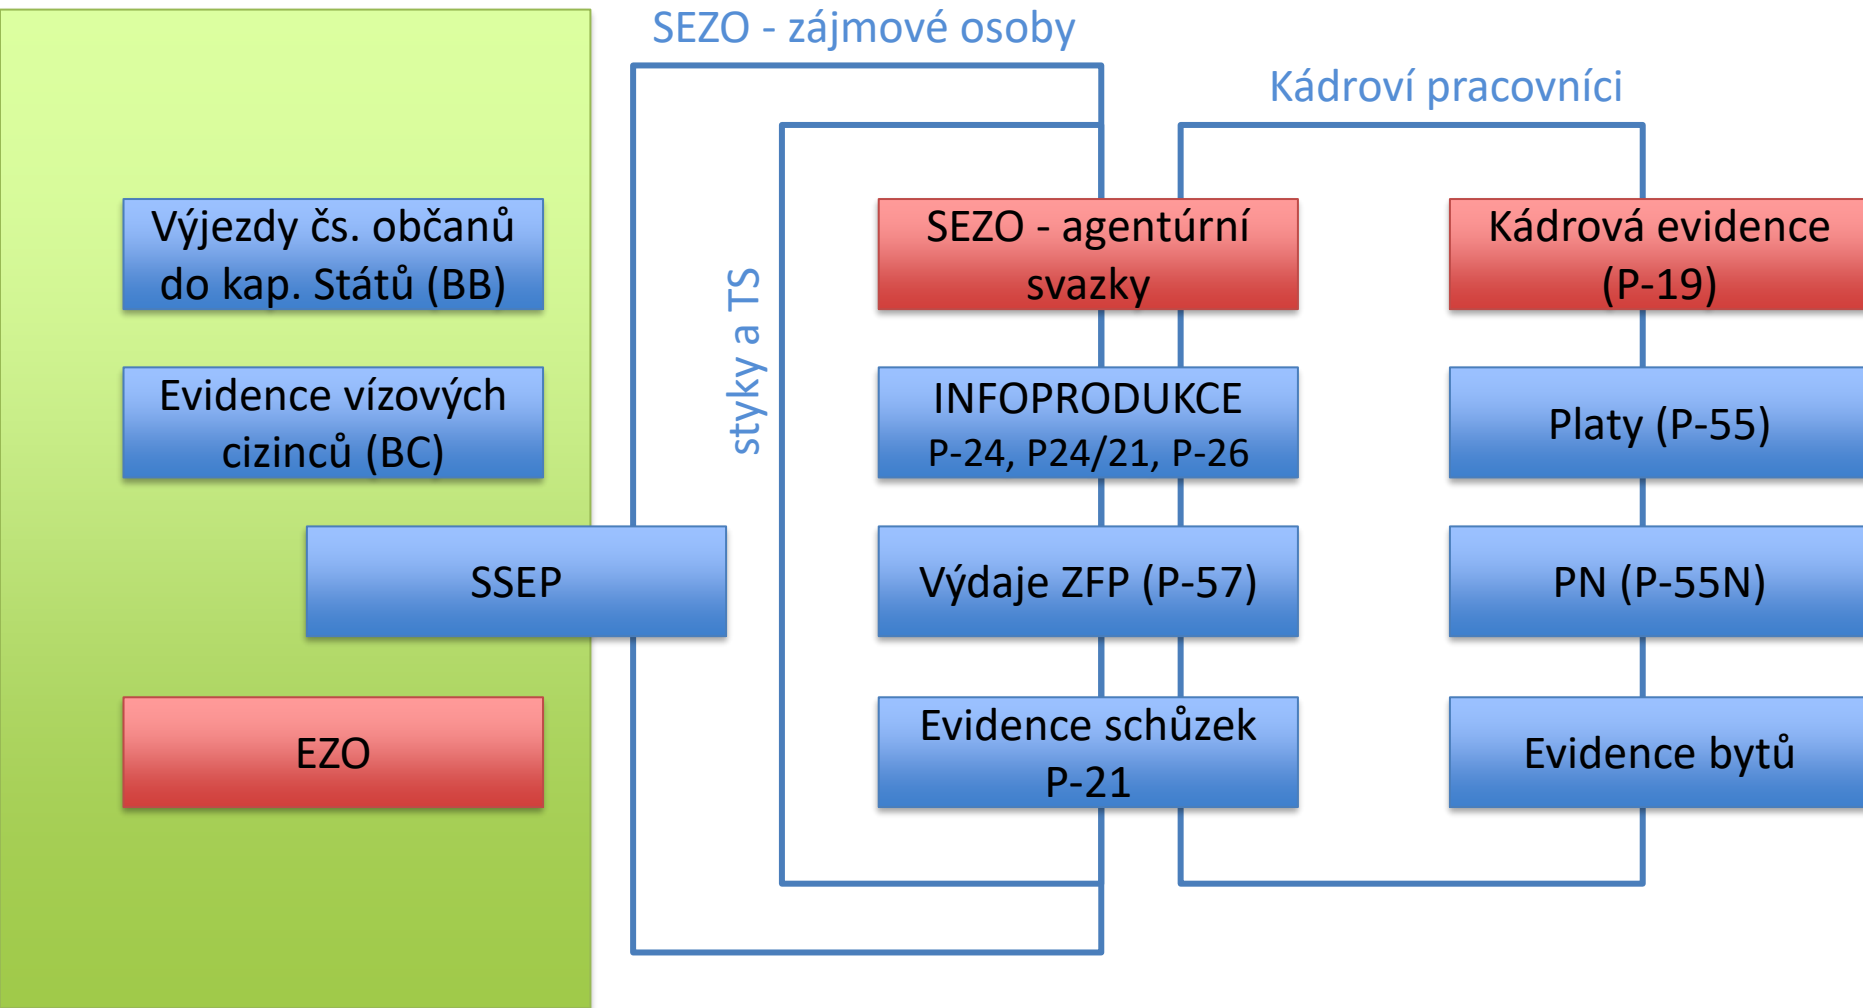 SEZO - zájmové osoby
Kádroví pracovníci
Výjezdy čs. občanů
do kap. Států (BB)
Evidence vízových
cizinců (BC)
SSEP
EZO
styky a TS
SEZO - agentúrní
svazky
INFOPRODUKCE
P-24, P24/21, P-26
Výdaje ZFP (P-57)
Evidence schůzek
P-21
Kádrová evidence
(P-19)
Platy (P-55)
PN (P-55N)
Evidence bytů